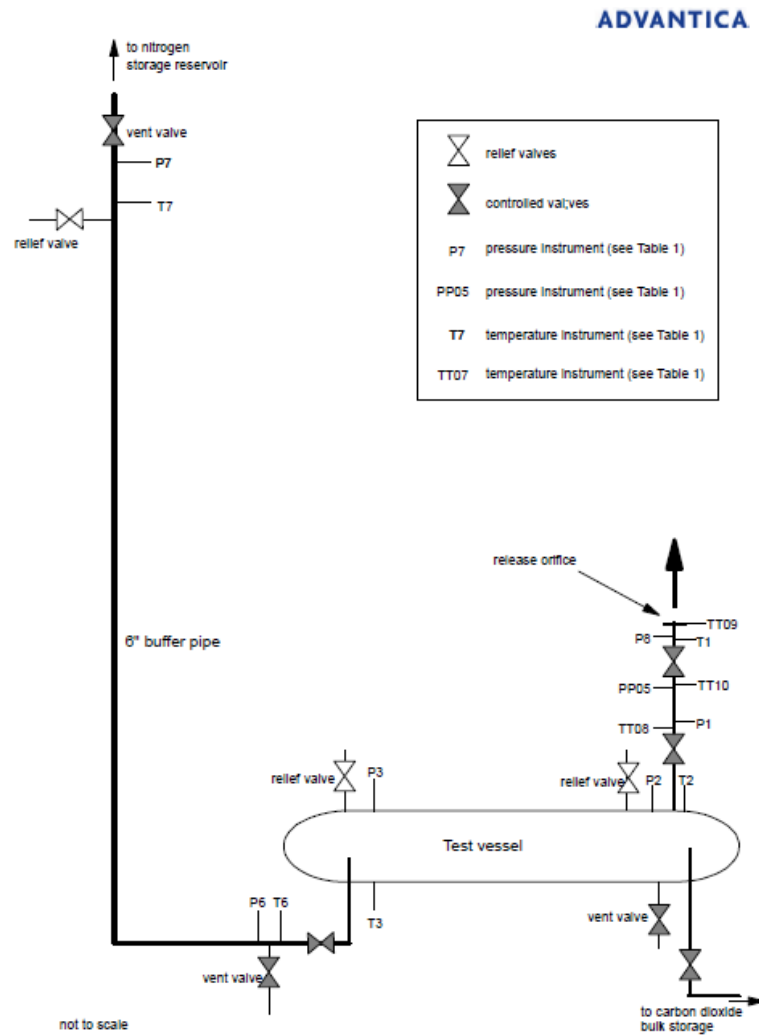 ADVANTICA
to nitrogen
storage reservoir
vent valve
P7
T7
relief valve
relief valves
controlled val;ves
P7 pressure instrument (see Table 1)
PP05 pressure instrument (see Table 1)
T7 temperature instrument (see Table 1)
TT07 temperature instrument (see Table 1)
release orifice
TT09
P8
T1
6" buffer pipe
PP05
TT10
TT08
P1
relief valve
P3
relief valve
P2
T2
Test vessel
P6
T6
T3
vent valve
vent valve
not to scale
to carbon dioxide
bulk storage